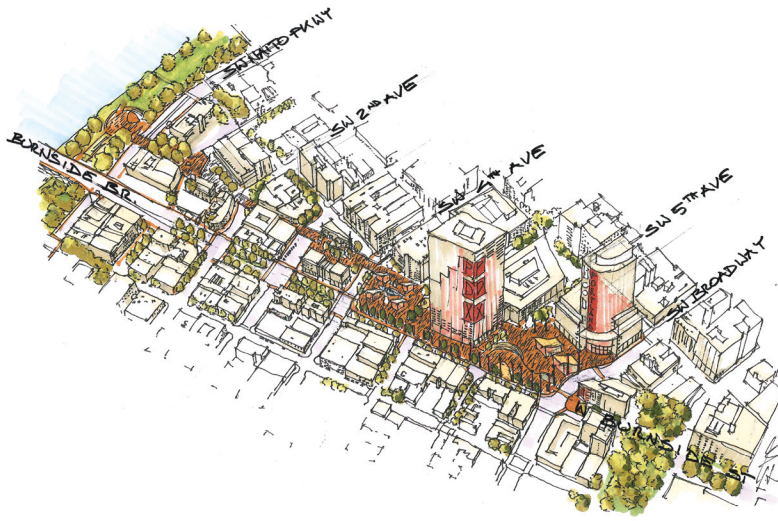 SW NAITO PKWY
SW 2ND AVE
BURNSIDE BR.
SW 4TH AVE
SW 5TH AVE
SW BROADWAY
W BURNSIDE ST